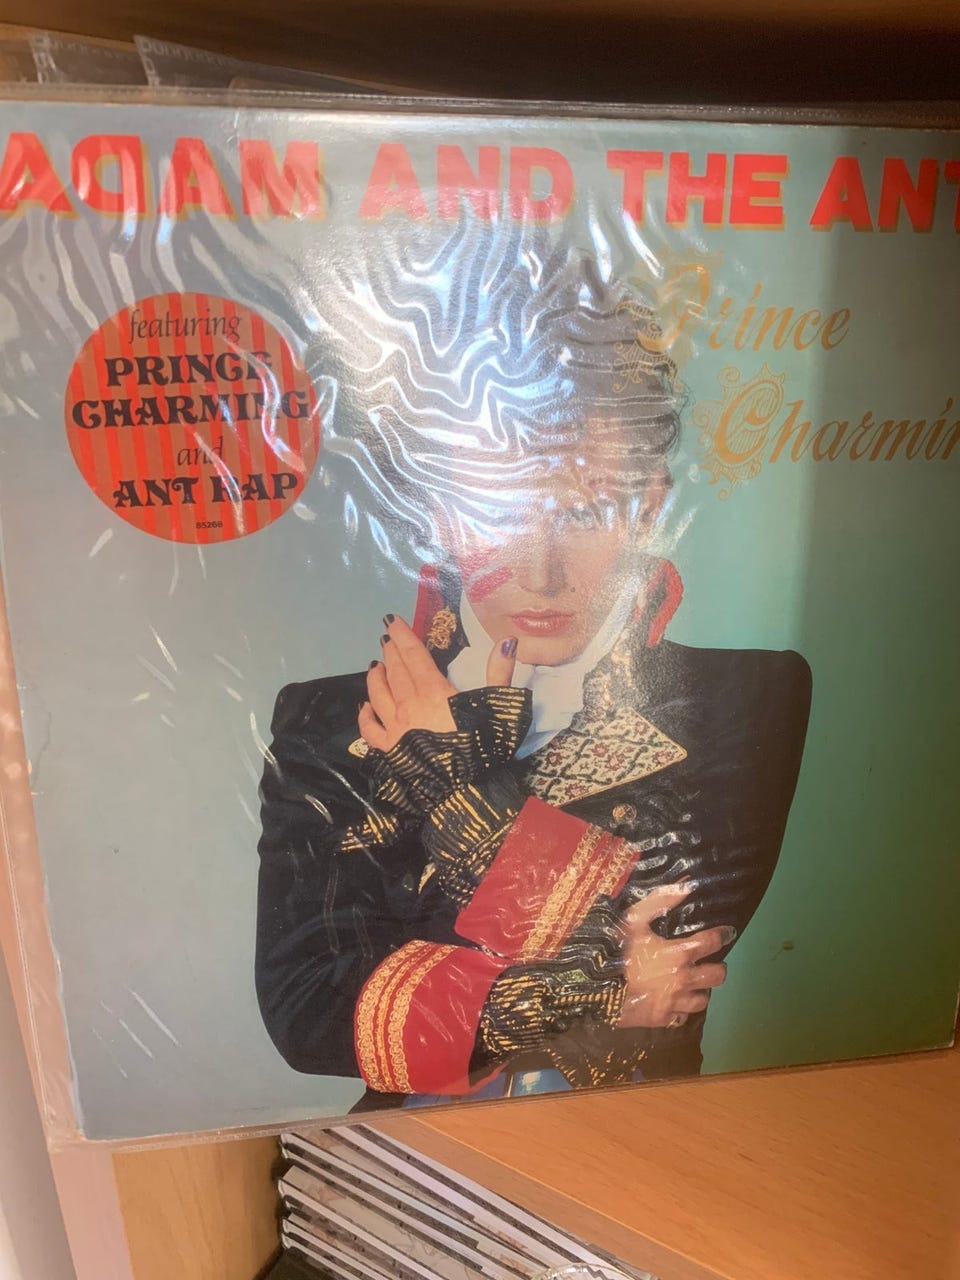 ADAM AND THE ANT
Prince
Charmin
featuring
PRINCE
CHARMING
and
ANT RAP
85268